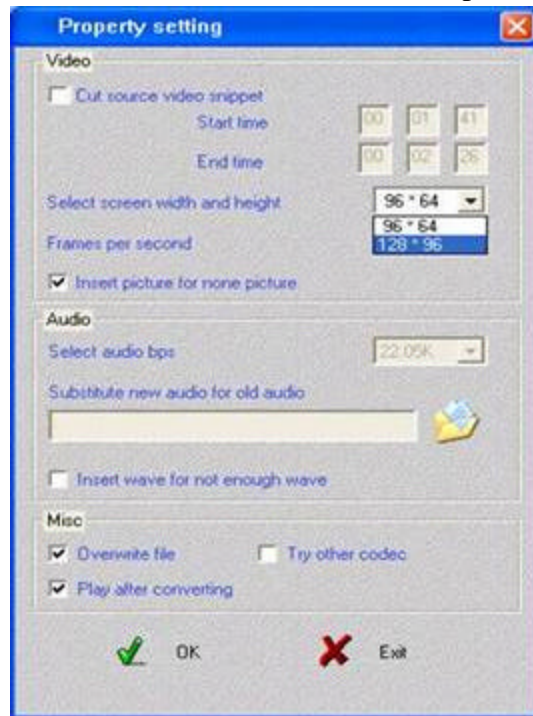 Property setting
Video
Cut source video snippet
Start time 00 01 41
End time 00 02 26
Select screen width and height 96 * 64
96 * 64
Frames per second 128 * 96
Insert picture for none picture
Audio
Select audio bps 22.05K
Substitute new audio for old audio
Insert wave for not enough wave
Misc
Overwrite file Try other codec
Play after converting
OK Exit